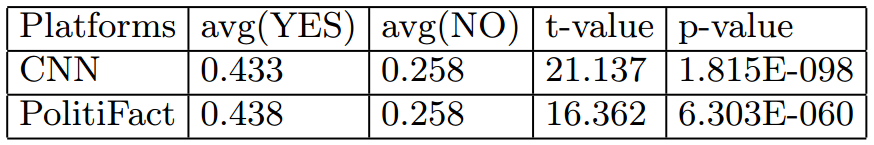 Platforms avg(YES) avg(NO) t-value p-value
CNN 0.433 0.258 21.137 1.815E-098
PolitiFact 0.438 0.258 16.362 6.303E-060